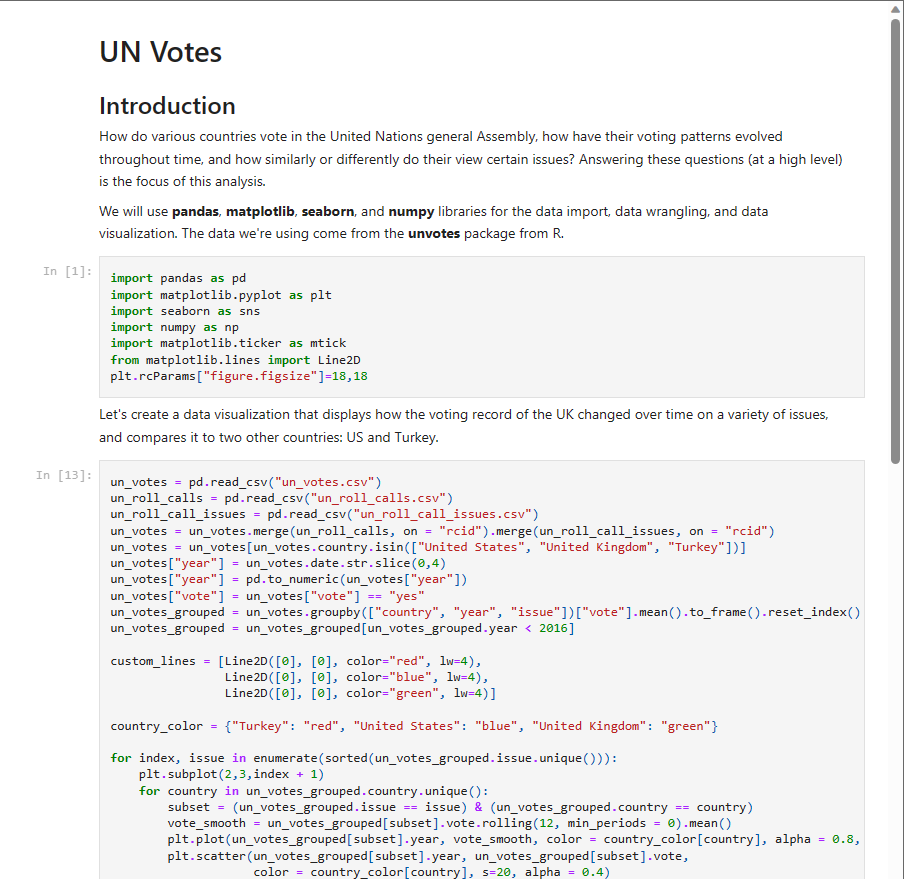 UN Votes
Introduction
How do various countries vote in the United Nations general Assembly, how have their voting patterns evolved
throughout time, and how similarly or differently do their view certain issues? Answering these questions (at a high level)
is the focus of this analysis.
We will use pandas, matplotlib, seaborn, and numpy libraries for the data import, data wrangling, and data
visualization. The data we're using come from the unvotes package from R.
In [1]:
import pandas as pd
import matplotlib.pyplot as plt
import seaborn as sns
import numpy as np
import matplotlib.ticker as mtick
from matplotlib.lines import Line2D
plt.rcParams["figure.figsize"]=18,18
Let's create a data visualization that displays how the voting record of the UK changed over time on a variety of issues,
and compares it to two other countries: US and Turkey.
In [13]:
un_votes = pd.read_csv("un_votes.csv")
un_roll_calls = pd.read_csv("un_roll_calls.csv")
un_roll_call_issues = pd.read_csv("un_roll_call_issues.csv")
un_votes = un_votes.merge(un_roll_calls, on = "rcid").merge(un_roll_call_issues, on = "rcid")
un_votes = un_votes[un_votes.country.isin(["United States", "United Kingdom", "Turkey"])]
un_votes["year"] = un_votes.date.str.slice(0,4)
un_votes["year"] = pd.to_numeric(un_votes["year"])
un_votes["vote"] = un_votes["vote"] == "yes"
un_votes_grouped = un_votes.groupby(["country", "year", "issue"])["vote"].mean().to_frame().reset_index()
un_votes_grouped = un_votes_grouped[un_votes_grouped.year < 2016]
custom_lines = [Line2D([0], [0], color="red", lw=4),
Line2D([0], [0], color="blue", lw=4),
Line2D([0], [0], color="green", lw=4)]
country_color = {"Turkey": "red", "United States": "blue", "United Kingdom": "green"}
for index, issue in enumerate(sorted(un_votes_grouped.issue.unique())):
plt.subplot(2,3,index + 1)
for country in un_votes_grouped.country.unique():
subset = (un_votes_grouped.issue == issue) & (un_votes_grouped.country == country)
vote_smooth = un_votes_grouped[subset].vote.rolling(12, min_periods = 0).mean()
plt.plot(un_votes_grouped[subset].year, vote_smooth, color = country_color[country], alpha = 0.8,
plt.scatter(un_votes_grouped[subset].year, un_votes_grouped[subset].vote,
color = country_color[country], s=20, alpha = 0.4)